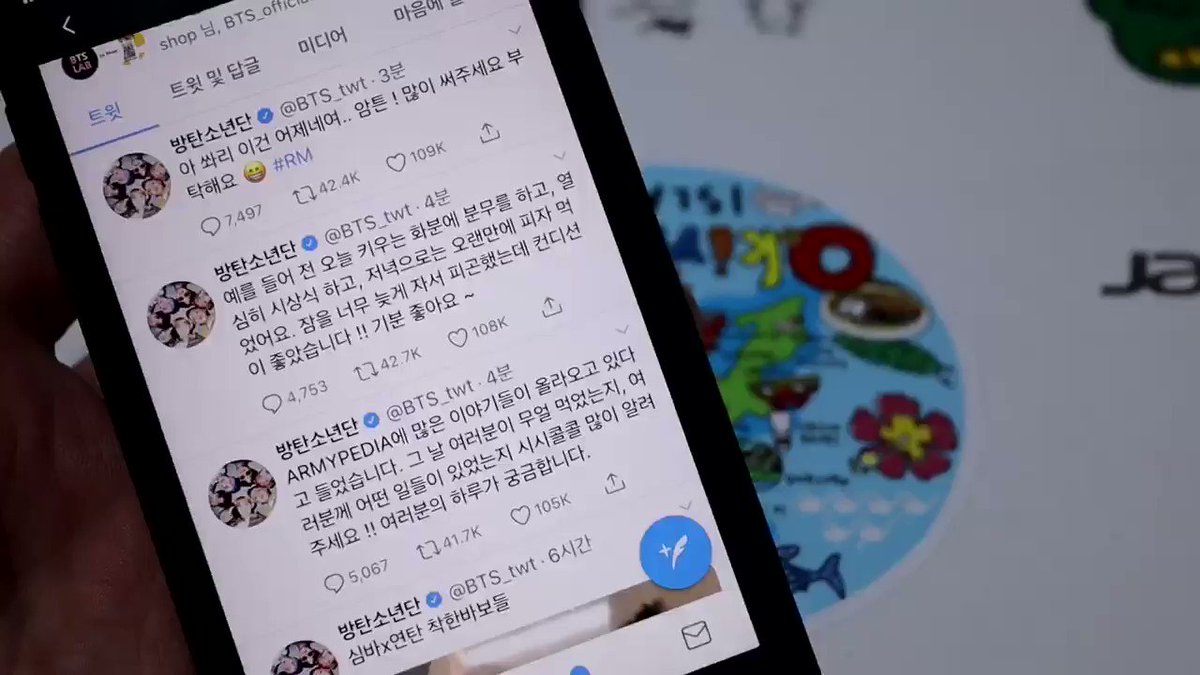 BTS LAB
shop 님, BTS_official
트윗
트윗 및 답글
미디어
마음에
방탄소년단 @BTS_twt · 3분
아 쏴리 이건 어제네여.. 암튼 ! 많이 써주세요 부
탁해요 😁 #RM
7,497 42.4K 109K
방탄소년단 @BTS_twt · 4분
예를 들어 전 오늘 키우는 화분에 분무를 하고, 열
심히 시상식 하고, 저녁으로는 오랜만에 피자 먹
었어요. 잠을 너무 늦게 자서 피곤했는데 컨디션
이 좋았습니다 !! 기분 좋아요 ~
4,753 42.7K 108K
방탄소년단 @BTS_twt · 4분
ARMYPEDIA에 많은 이야기들이 올라오고 있다
고 들었습니다. 그 날 여러분이 무얼 먹었는지, 여
러분께 어떤 일들이 있었는지 시시콜콜 많이 알려
주세요 !! 여러분의 하루가 궁금합니다.
5,067 41.7K 105K
방탄소년단 @BTS_twt · 6시간
심바x연탄 착한바보들